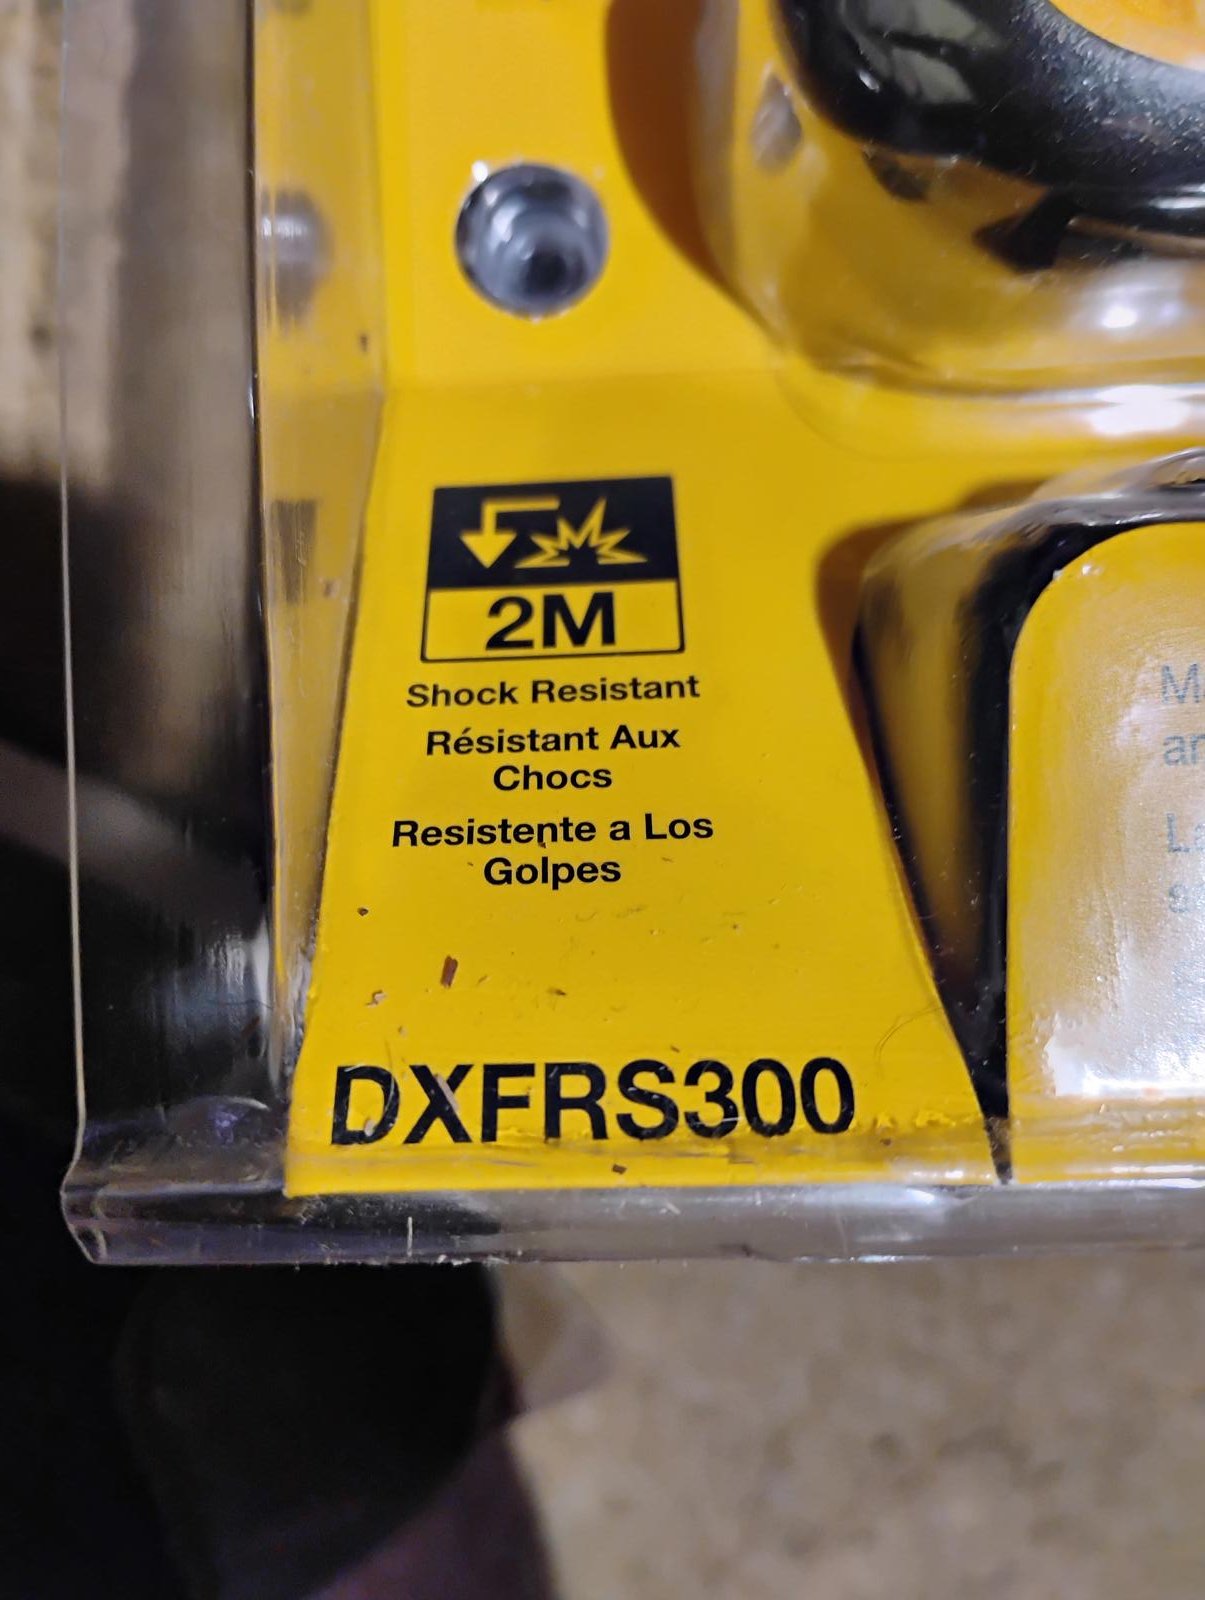 2M
Shock Resistant
Résistant Aux
Chocs
Resistente a Los
Golpes
DXFRS300